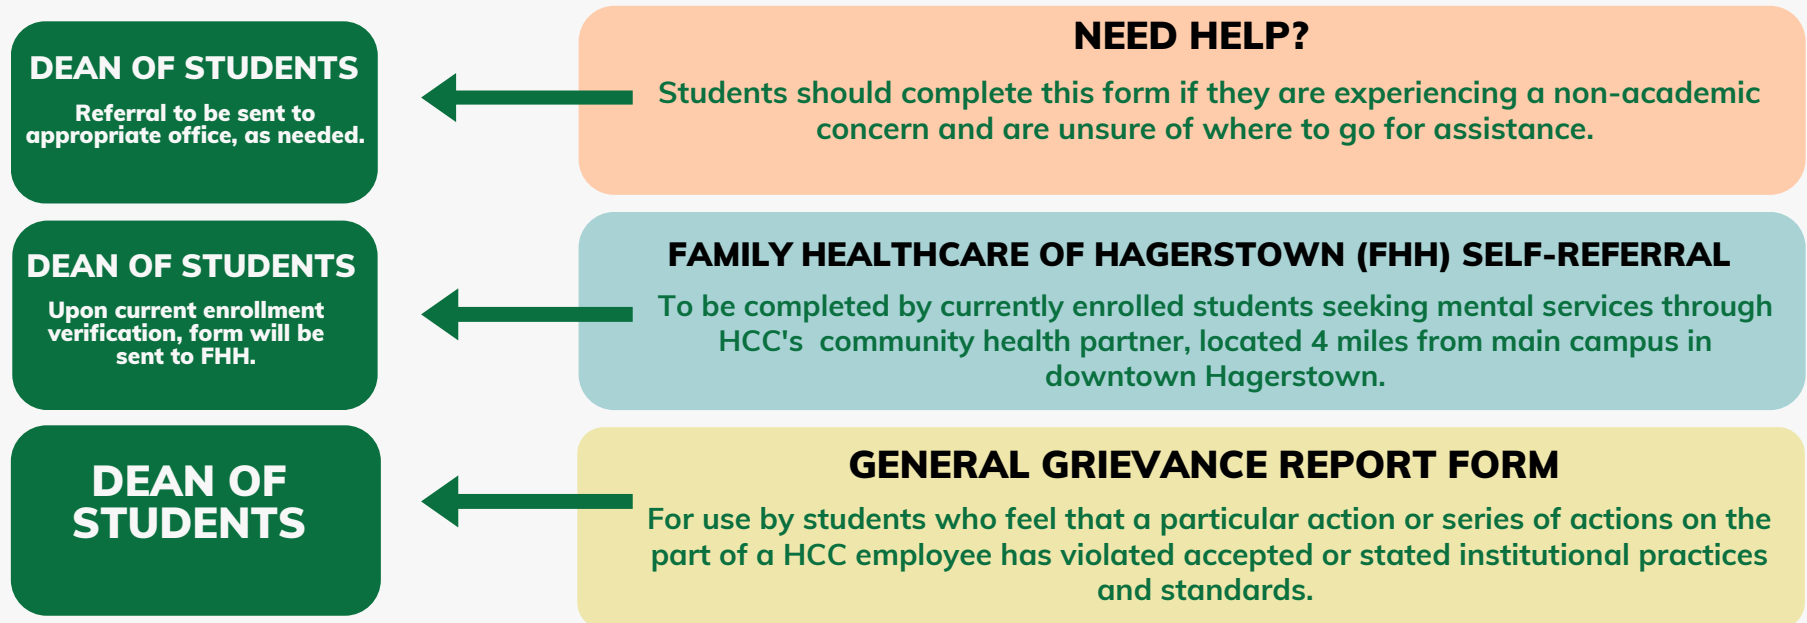 DEAN OF STUDENTS
Referral to be sent to
appropriate office, as needed.
NEED HELP?
Students should complete this form if they are experiencing a non-academic
concern and are unsure of where to go for assistance.
DEAN OF STUDENTS
Upon current enrollment
verification, form will be
sent to FHH.
FAMILY HEALTHCARE OF HAGERSTOWN (FHH) SELF-REFERRAL
To be completed by currently enrolled students seeking mental services through
HCC's  community health partner, located 4 miles from main campus in
downtown Hagerstown.
DEAN OF
STUDENTS
GENERAL GRIEVANCE REPORT FORM
For use by students who feel that a particular action or series of actions on the
part of a HCC employee has violated accepted or stated institutional practices
and standards.